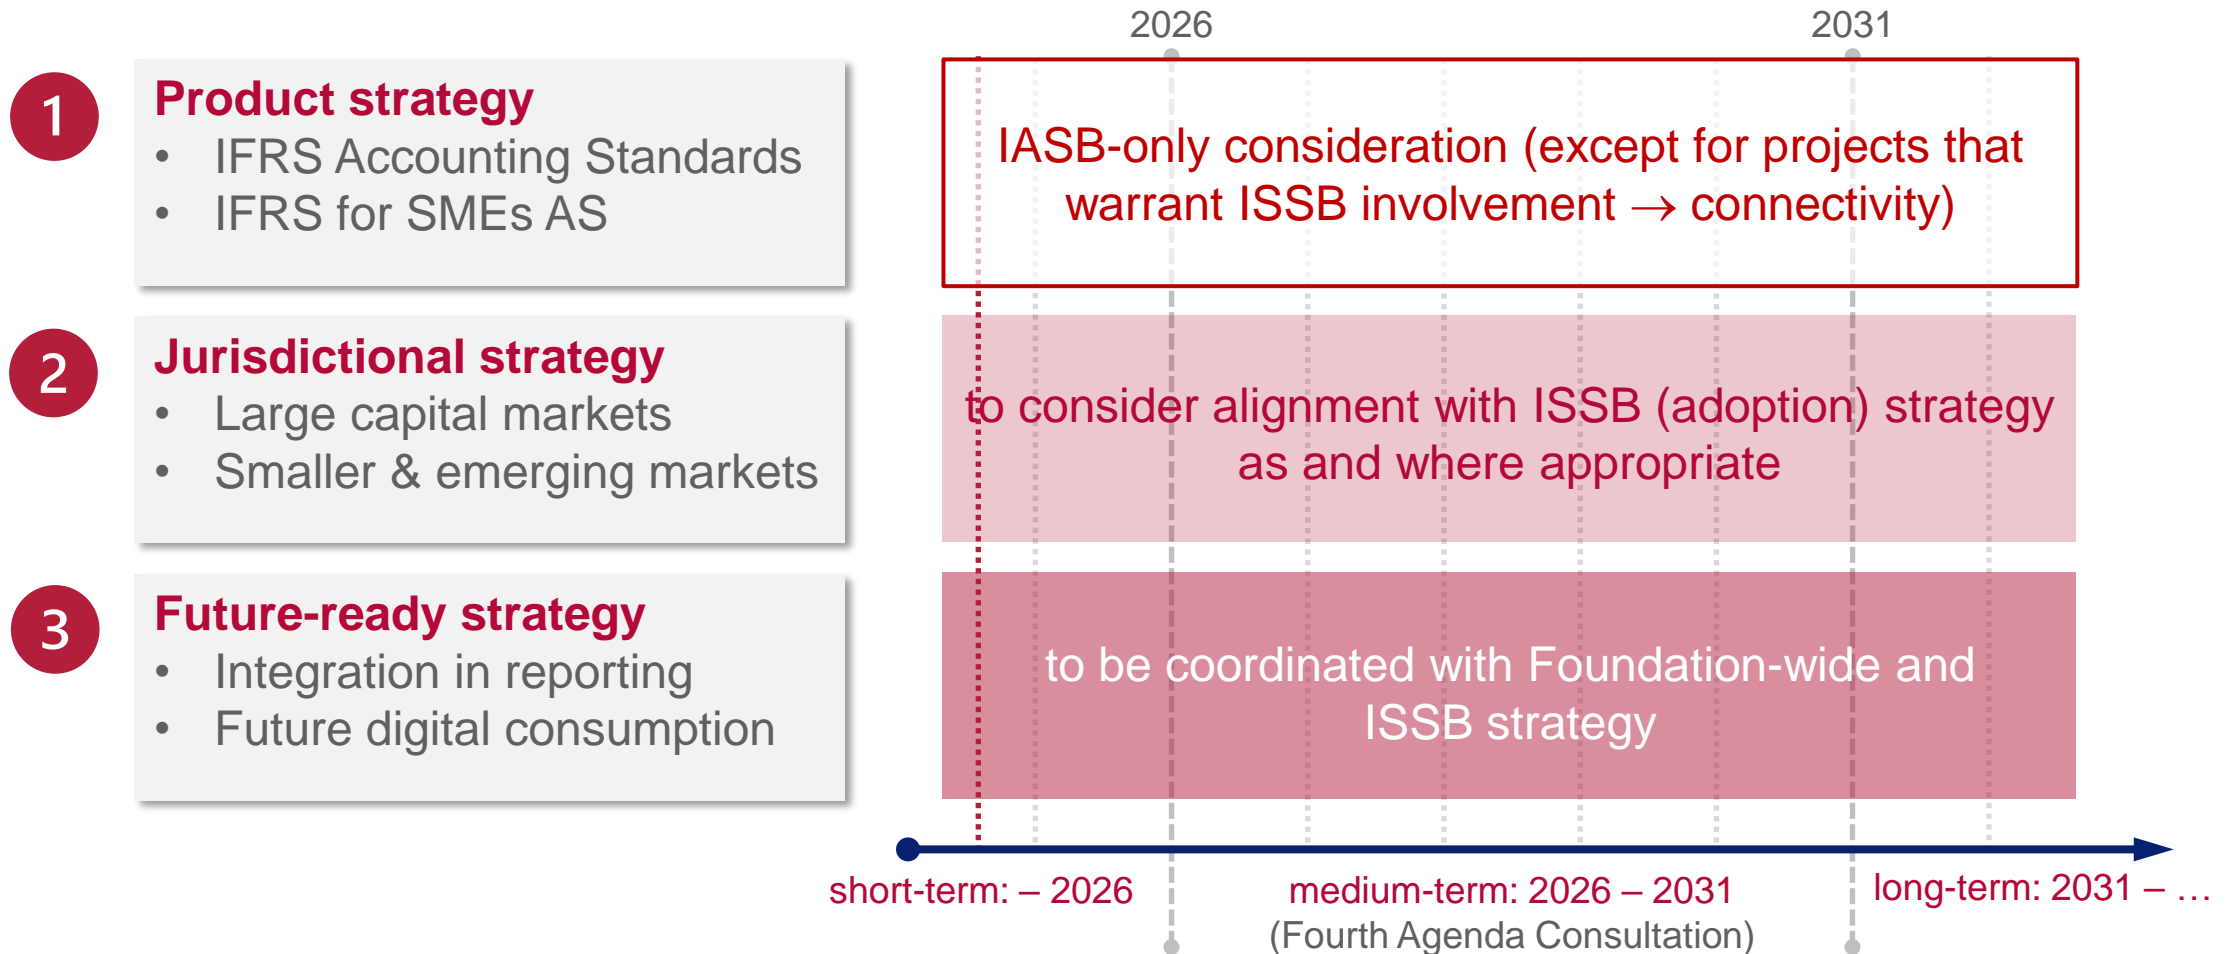 2026
2031
1
Product strategy
• IFRS Accounting Standards
• IFRS for SMEs AS
IASB-only consideration (except for projects that
warrant ISSB involvement → connectivity)
2
Jurisdictional strategy
• Large capital markets
• Smaller & emerging markets
to consider alignment with ISSB (adoption) strategy
as and where appropriate
3
Future-ready strategy
• Integration in reporting
• Future digital consumption
to be coordinated with Foundation-wide and
ISSB strategy
short-term: – 2026
medium-term: 2026 – 2031
(Fourth Agenda Consultation)
long-term: 2031 – …